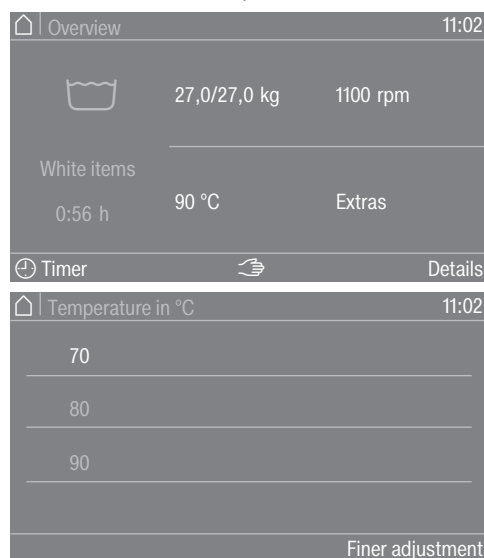 Overview 11:02
27,0/27,0 kg 1100 rpm
White items
90 °C Extras
0:56 h
Timer Details
Temperature in °C 11:02
70
80
90
Finer adjustment